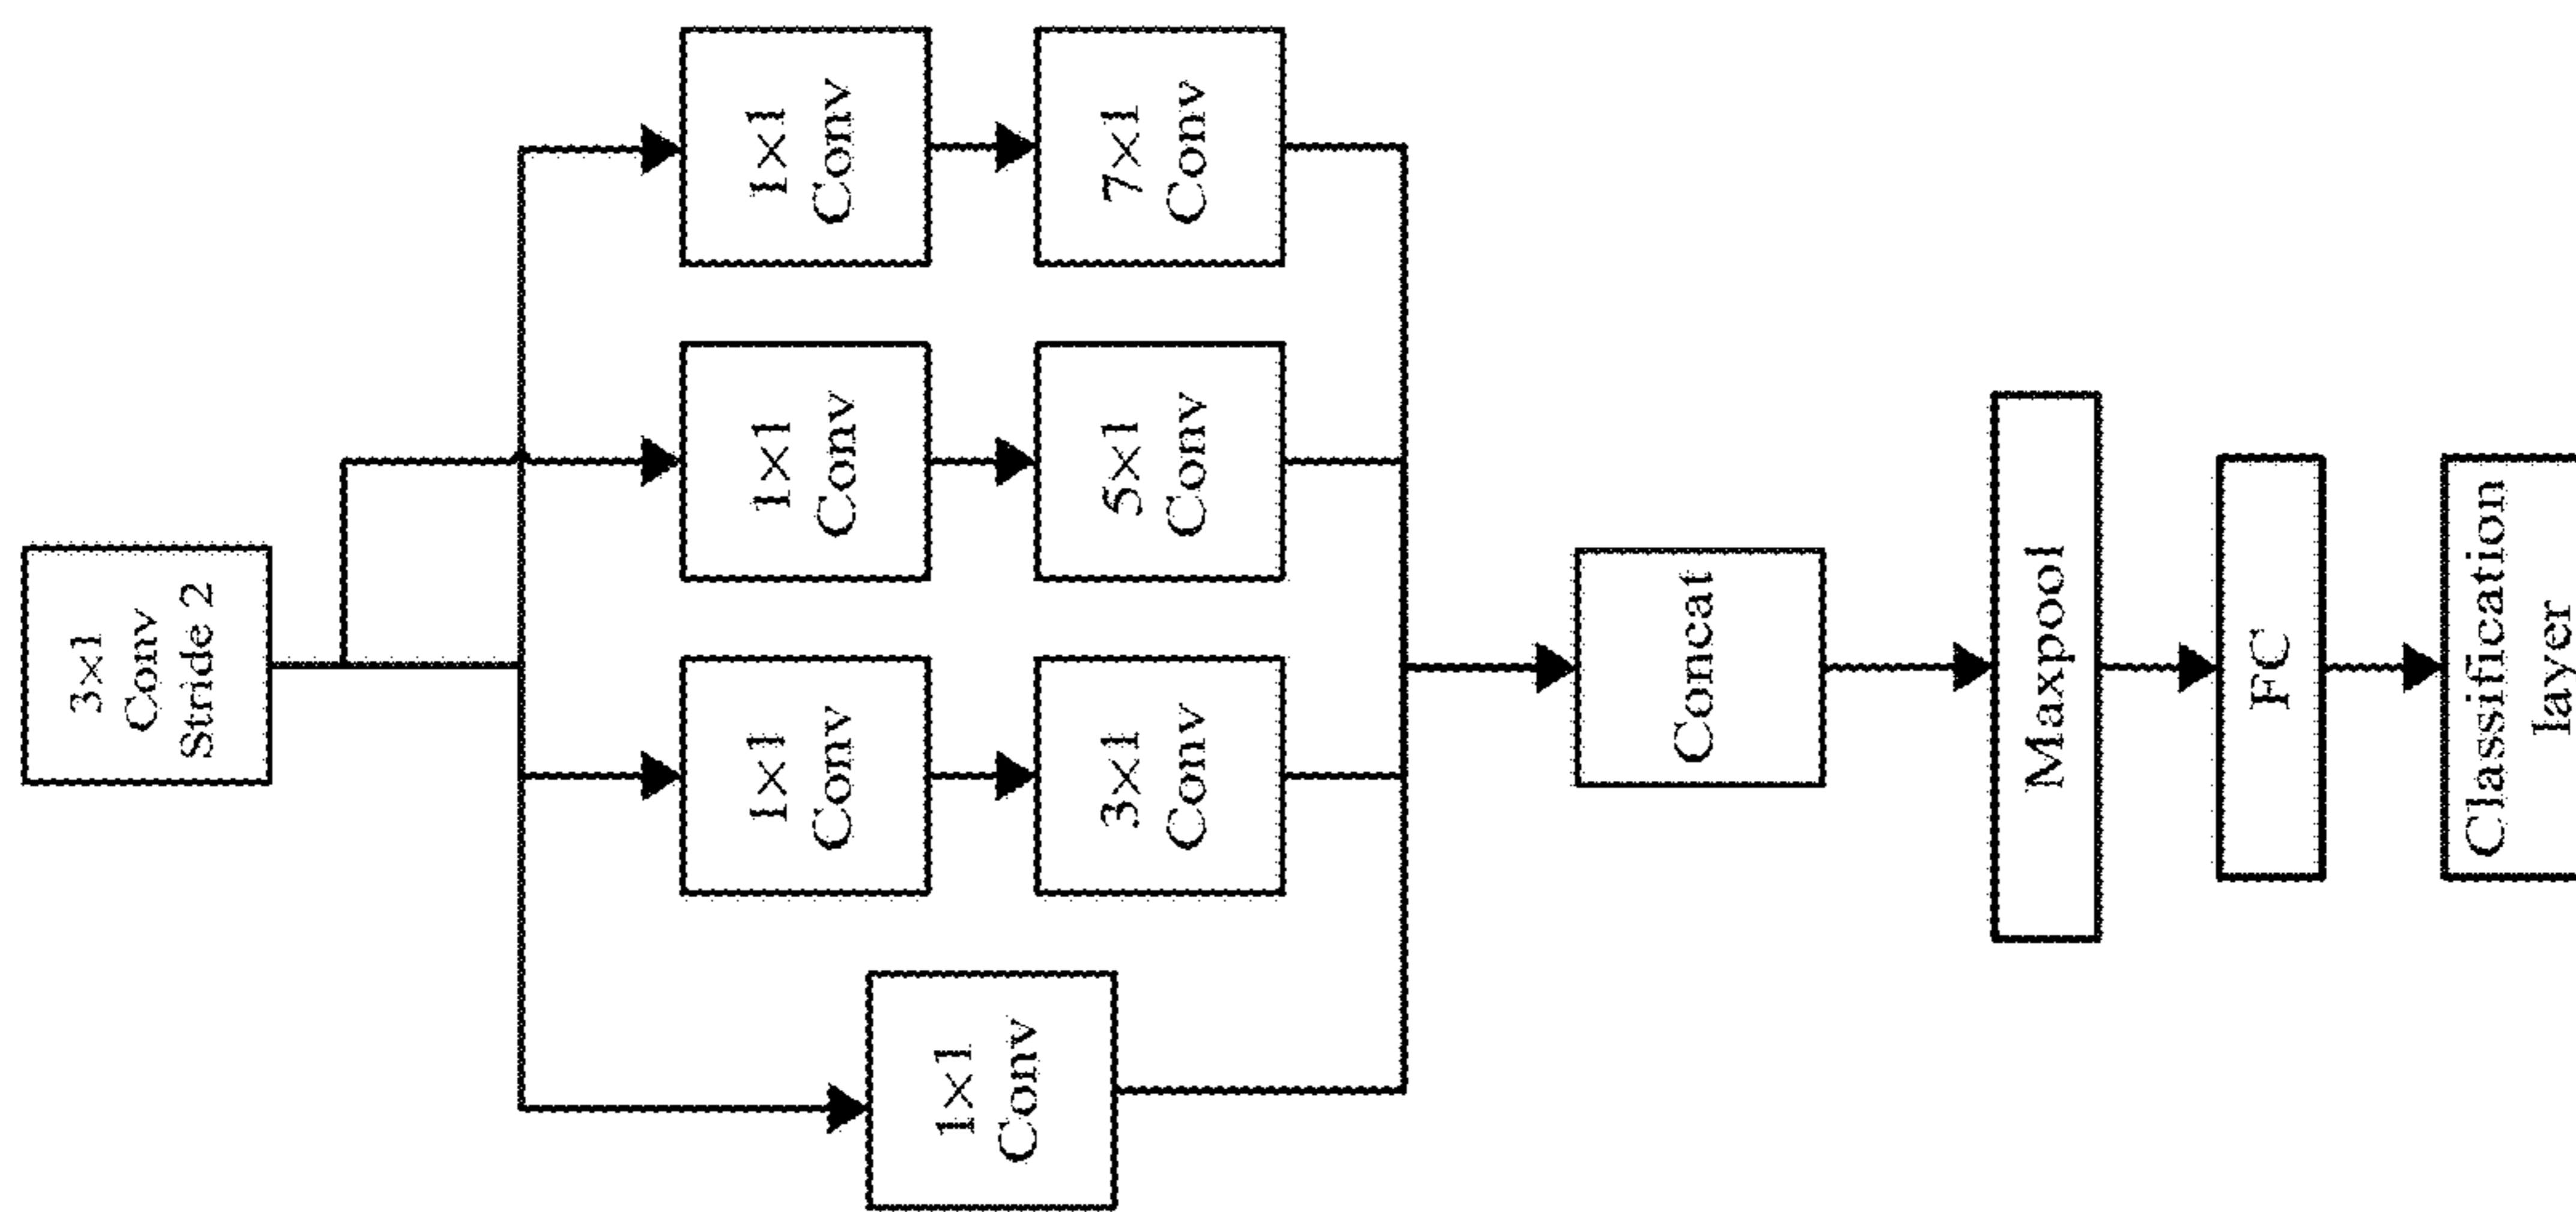 3×1
Conv
Stride 2
1×1
Conv
1×1
Conv
1×1
Conv
1×1
Conv
3×1
Conv
5×1
Conv
7×1
Conv
Concat
Maxpool
FC
Classification
layer